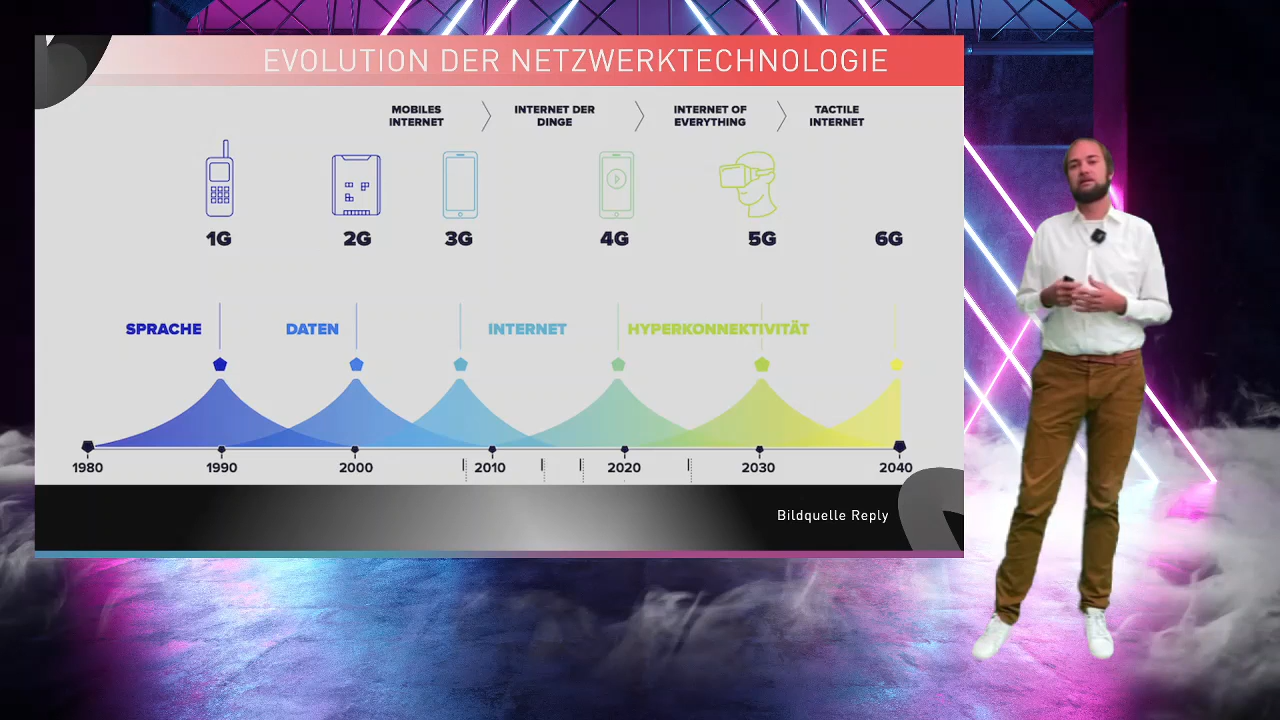 EVOLUTION DER NETZWERKTECHNOLOGIE
MOBILES
INTERNET
INTERNET DER
DINGE
INTERNET OF
EVERYTHING
TACTILE
INTERNET
1G
2G
3G
4G
5G
6G
SPRACHE
DATEN
INTERNET
HYPERKONNEKTIVITÄT
1980
1990
2000
2010
2020
2030
2040
Bildquelle Reply